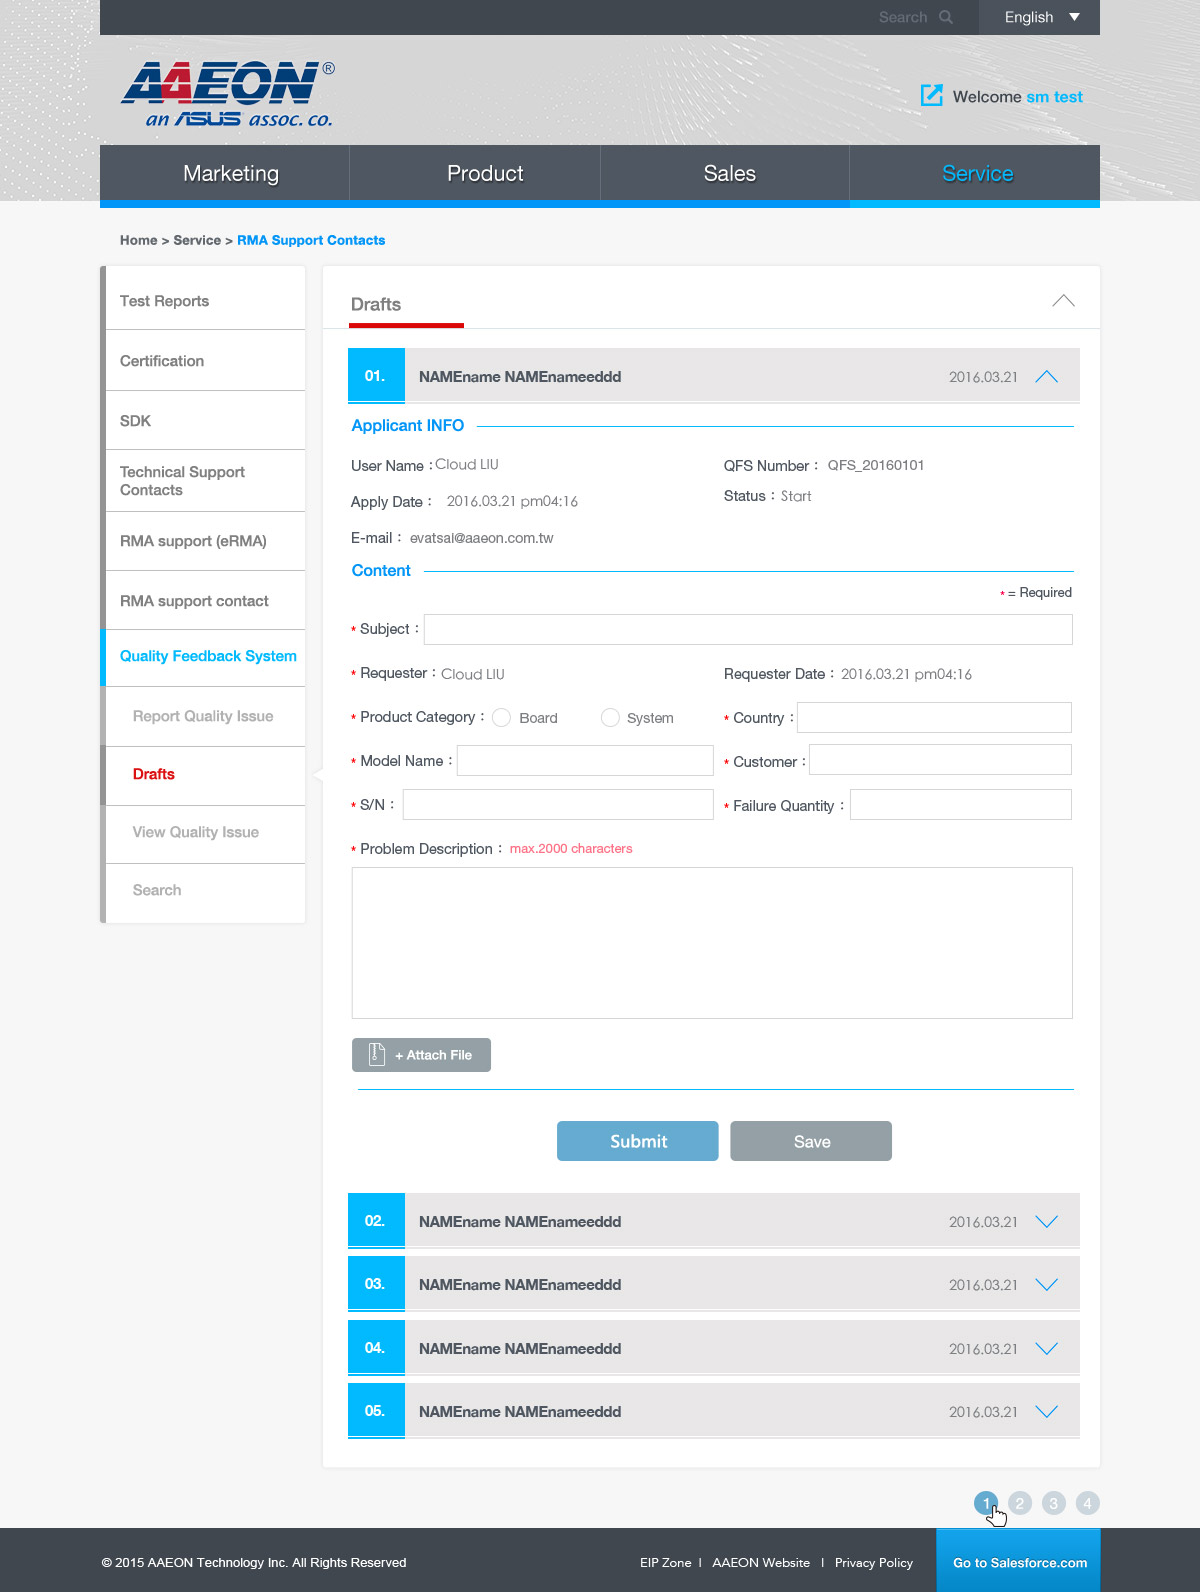 Search
English
AAEON®
an ASUS assoc. co.
Welcome sm test
Marketing
Product
Sales
Service
Home > Service > RMA Support Contacts
Test Reports
Certification
SDK
Technical Support
Contacts
RMA support (eRMA)
RMA support contact
Quality Feedback System
Report Quality Issue
Drafts
View Quality Issue
Search
Drafts
01. NAMEname NAMEnameeddd 2016.03.21
Applicant INFO
User Name : Cloud LIU
QFS Number : QFS_20160101
Apply Date : 2016.03.21 pm04:16
Status : Start
E-mail : evatsai@aaeon.com.tw
Content
* = Required
* Subject :
* Requester : Cloud LIU
Requester Date : 2016.03.21 pm04:16
* Product Category : Board System
* Country :
* Model Name :
* Customer :
* S/N :
* Failure Quantity :
* Problem Description : max.2000 characters
+ Attach File
Submit
Save
02. NAMEname NAMEnameeddd 2016.03.21
03. NAMEname NAMEnameeddd 2016.03.21
04. NAMEname NAMEnameeddd 2016.03.21
05. NAMEname NAMEnameeddd 2016.03.21
1 2 3 4
© 2015 AAEON Technology Inc. All Rights Reserved
EIP Zone I AAEON Website I Privacy Policy
Go to Salesforce.com